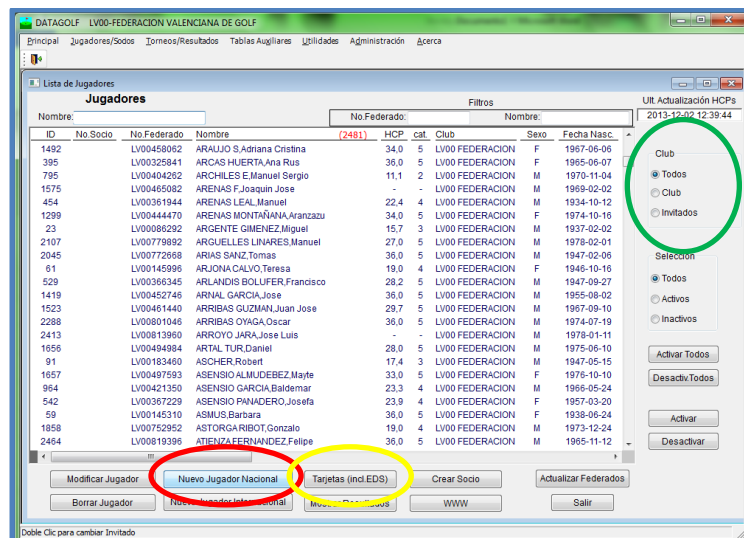 DATAGOLF LV00-FEDERACION VALENCIANA DE GOLF
Principal Jugadores/Socios Torneos/Resultados Tablas Auxiliares Utilidades Administración Acerca
Lista de Jugadores
Jugadores Filtros Ult. Actualización HCPs
Nombre: No.Federado: Nombre: 2013-12-02 12:39:44
ID No.Socio No.Federado Nombre (2481) HCP cat. Club Sexo Fecha Nasc.
1492 LV00458062 ARAUJO S,Adriana Cristina 34,0 5 LV00 FEDERACION F 1967-06-06
395 LV00325841 ARCAS HUERTA,Ana Rus 36,0 5 LV00 FEDERACION F 1965-06-07
795 LV00404262 ARCHILES E,Manuel Sergio 11,1 2 LV00 FEDERACION M 1970-11-04
1575 LV00465082 ARENAS F,Joaquin Jose - - LV00 FEDERACION M 1969-02-02
454 LV00361944 ARENAS LEAL,Manuel 22,4 4 LV00 FEDERACION M 1934-10-12
1299 LV00444470 ARENAS MONTAÑANA,Aranzazu 34,0 5 LV00 FEDERACION F 1974-10-16
23 LV00086292 ARGENTE GIMENEZ,Miguel 15,7 3 LV00 FEDERACION M 1937-02-02
2107 LV00779892 ARGUELLES LINARES,Manuel 27,0 5 LV00 FEDERACION M 1978-02-01
2045 LV00772668 ARIAS SANZ,Tomas 36,0 5 LV00 FEDERACION M 1947-02-06
61 LV00145996 ARJONA CALVO,Teresa 19,0 4 LV00 FEDERACION F 1946-10-16
529 LV00366345 ARLANDIS BOLUFER,Francisco 28,2 5 LV00 FEDERACION M 1947-09-27
1419 LV00452746 ARNAL GARCIA,Jose 36,0 5 LV00 FEDERACION M 1955-08-02
1523 LV00461440 ARRIBAS GUZMAN,Juan Jose 29,7 5 LV00 FEDERACION M 1967-09-10
2288 LV00801046 ARRIBAS OYAGA,Oscar 36,0 5 LV00 FEDERACION M 1974-07-19
2413 LV00813960 ARROYO JARA,Jose Luis - - LV00 FEDERACION M 1978-01-11
1656 LV00494984 ARTAL TUR,Daniel 28,0 5 LV00 FEDERACION M 1975-06-10
91 LV00183460 ASCHER,Robert 17,4 3 LV00 FEDERACION M 1947-05-15
1657 LV00497593 ASENSIO ALMUDEBEZ,Mayte 33,0 5 LV00 FEDERACION F 1976-10-10
964 LV00421350 ASENSIO GARCIA,Baldemar 23,3 4 LV00 FEDERACION M 1966-05-24
542 LV00367229 ASENSIO PANADERO,Josefa 23,9 4 LV00 FEDERACION F 1957-03-20
59 LV00145310 ASMUS,Barbara 36,0 5 LV00 FEDERACION F 1938-06-24
1858 LV00752952 ASTORGA RIBOT,Gonzalo 19,0 4 LV00 FEDERACION M 1973-12-24
2464 LV00819396 ATIENZA FERNANDEZ,Felipe 36,0 5 LV00 FEDERACION M 1965-11-12
Club
Todos
Club
Invitados
Selección
Todos
Activos
Inactivos
Activar Todos
Desactiv.Todos
Activar
Desactivar
Modificar Jugador Nuevo Jugador Nacional Tarjetas (incl.EDS) Crear Socio Actualizar Federados
Borrar Jugador Nuevo Jugador Internacional Mostrar Resultados WWW Salir
Doble Clic para cambiar Invitado